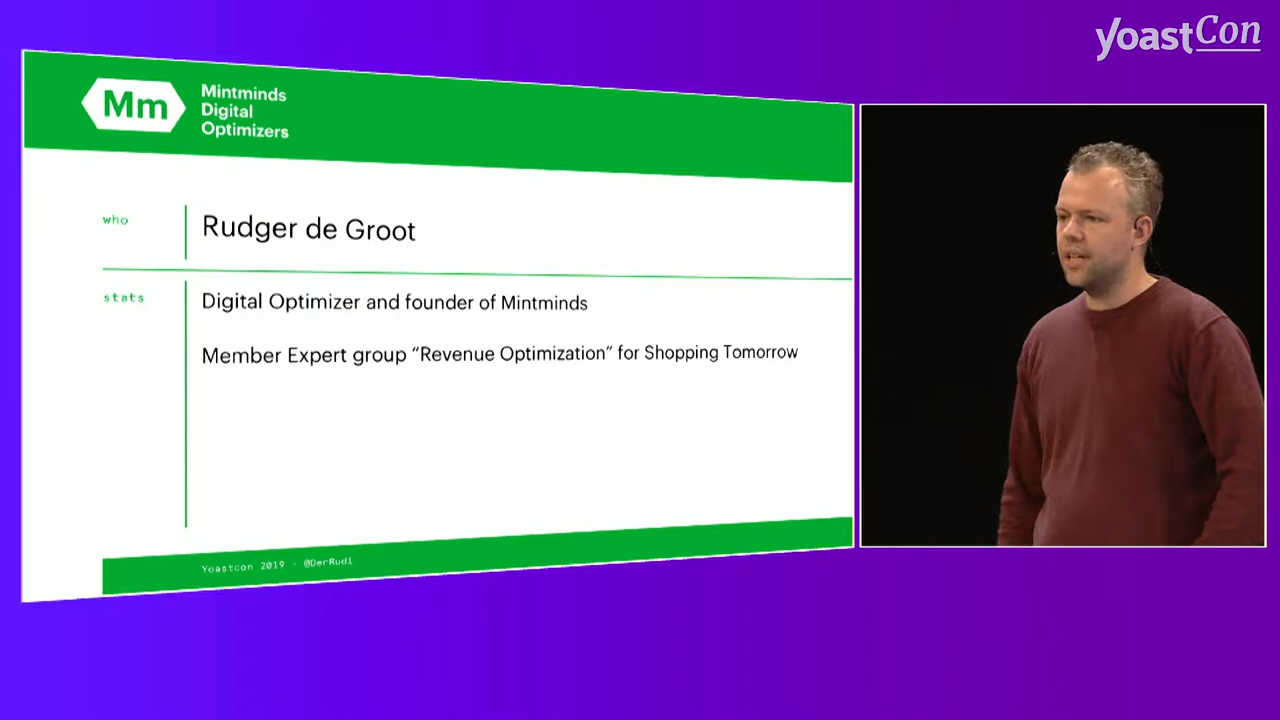 yoastCon
Mm
Mintminds
Digital
Optimizers
who
Rudger de Groot
stats
Digital Optimizer and founder of Mintminds
Member Expert group “Revenue Optimization” for Shopping Tomorrow
Yoastcon 2019 - @DerRudi